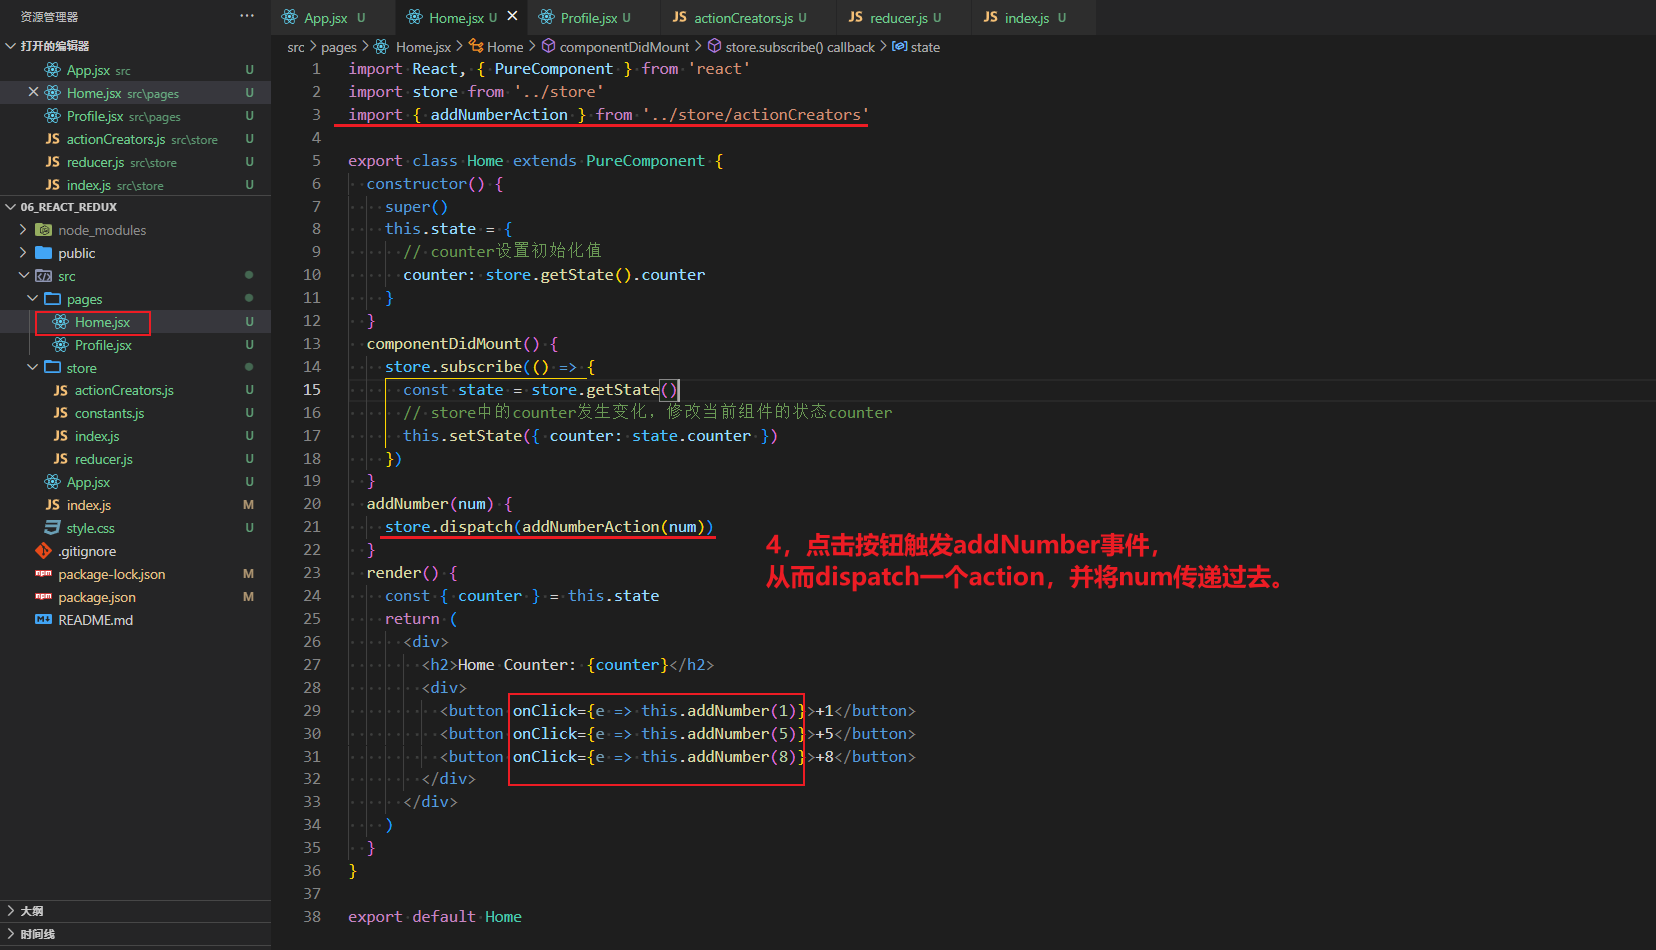 资源管理器 ···
打开的编辑器
App.jsx src U
Home.jsx src\pages U
Profile.jsx src\pages U
JS actionCreators.js src\store U
JS reducer.js src\store U
JS index.js src\store U
06_REACT_REDUX
node_modules
public
src
pages
Home.jsx U
Profile.jsx U
store
JS actionCreators.js U
JS constants.js U
JS index.js U
JS reducer.js U
App.jsx U
JS index.js M
style.css U
.gitignore
npm package-lock.json M
npm package.json M
README.md
大纲
时间线
App.jsx U Home.jsx U Profile.jsx U JS actionCreators.js U JS reducer.js U JS index.js U
src > pages > Home.jsx > Home > componentDidMount > store.subscribe() callback > state
1 import React, { PureComponent } from 'react'
2 import store from '../store'
3 import { addNumberAction } from '../store/actionCreators'
4
5 export class Home extends PureComponent {
6 constructor() {
7 super()
8 this.state = {
9 // counter设置初始化值
10 counter: store.getState().counter
11 }
12 }
13 componentDidMount() {
14 store.subscribe(() => {
15 const state = store.getState()
16 // store中的counter发生变化，修改当前组件的状态counter
17 this.setState({ counter: state.counter })
18 })
19 }
20 addNumber(num) {
21 store.dispatch(addNumberAction(num))
22 }
23 render() {
24 const { counter } = this.state
25 return (
26 <div>
27 <h2>Home Counter: {counter}</h2>
28 <div>
29 <button onClick={e => this.addNumber(1)}>+1</button>
30 <button onClick={e => this.addNumber(5)}>+5</button>
31 <button onClick={e => this.addNumber(8)}>+8</button>
32 </div>
33 </div>
34 )
35 }
36 }
37
38 export default Home
4，点击按钮触发addNumber事件，
从而dispatch一个action，并将num传递过去。